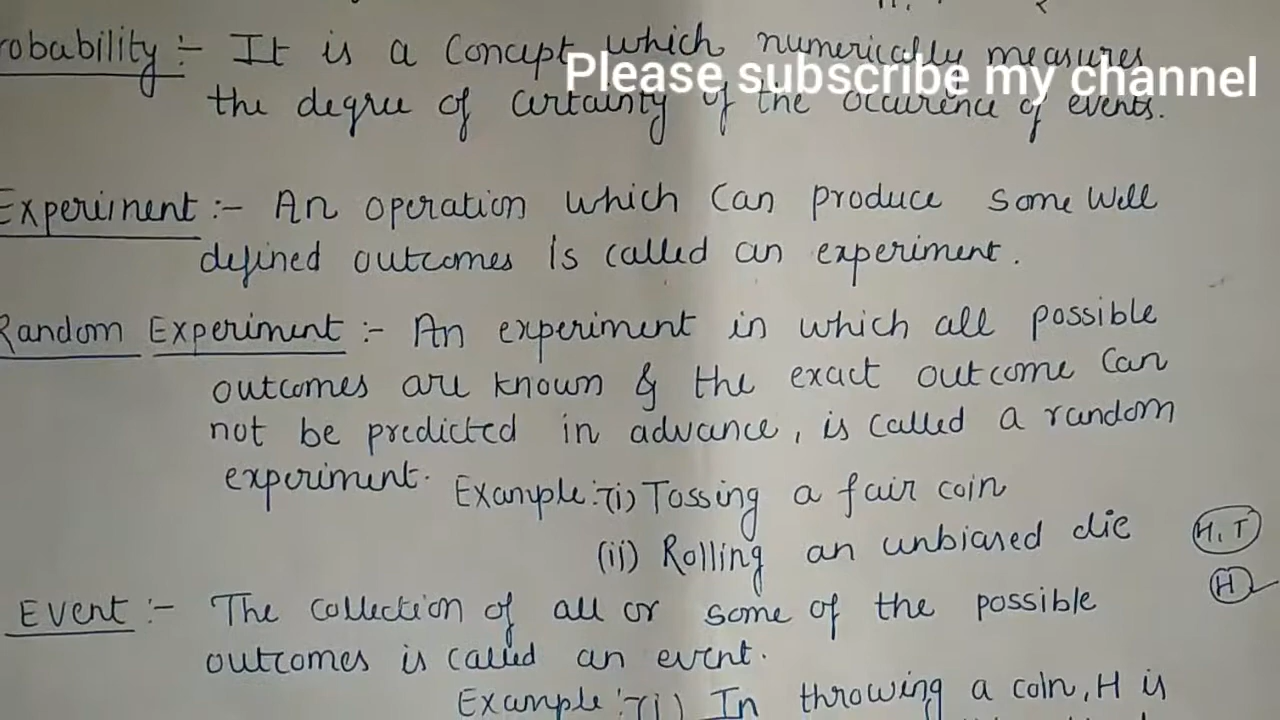 robability :- It is a Concept which numerically measures
Please subscribe my channel
the degree of certainty of the occurence of events.
Experiment :- An operation which Can produce some well
defined outcomes is called an experiment.
Random Experiment :- An experiment in which all possible
outcomes are known & the exact outcome Can
not be predicted in advance, is called a random
experiment. Example :- (i) Tossing a fair coin
(ii) Rolling an unbiased die H, T
H
Event :- The collection of all or some of the possible
outcomes is called an event.
Example :- (i) In throwing a coin, H is